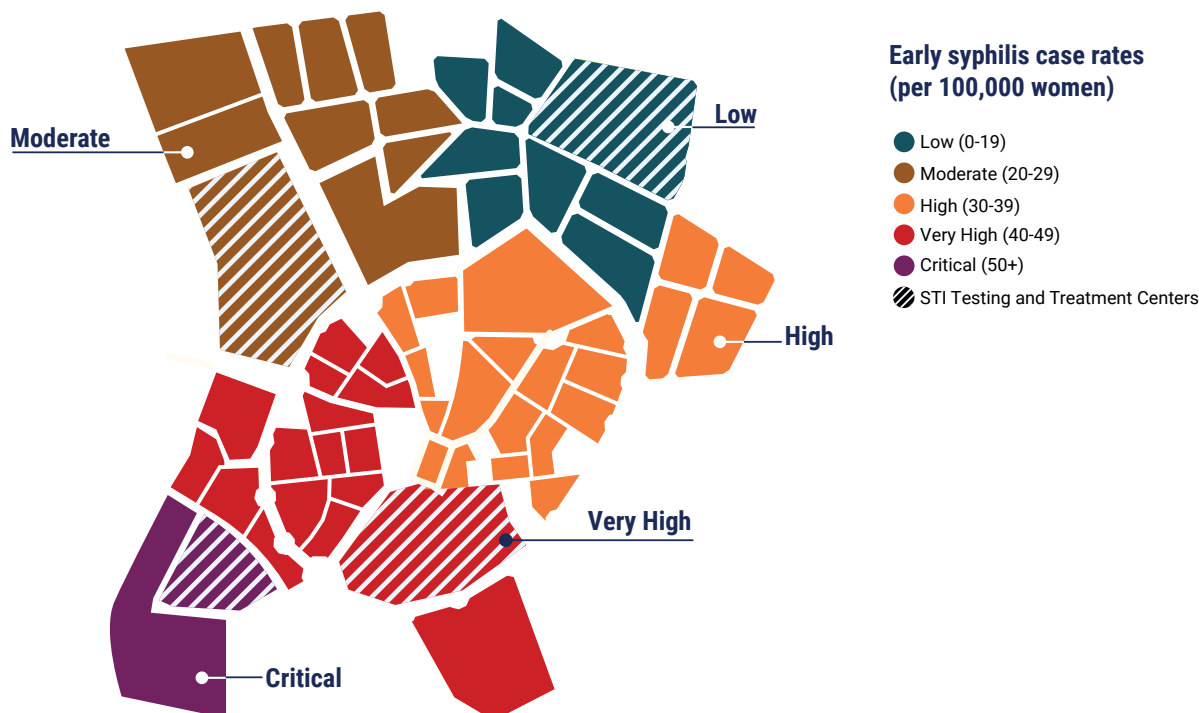 Early syphilis case rates
(per 100,000 women)
Low
Moderate
Low (0-19)
Moderate (20-29)
High (30-39)
Very High (40-49)
Critical (50+)
STI Testing and Treatment Centers
High
Very High
Critical